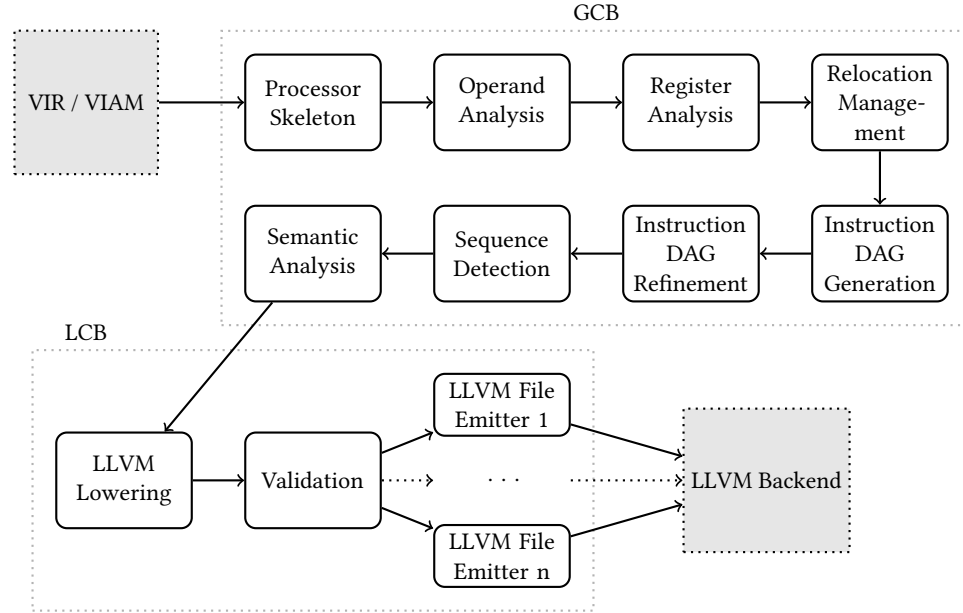 GCB
VIR / VIAM
Processor
Skeleton
Operand
Analysis
Register
Analysis
Relocation
Manage-
ment
Semantic
Analysis
Sequence
Detection
Instruction
DAG
Refinement
Instruction
DAG
Generation
LCB
LLVM
Lowering
Validation
LLVM File
Emitter 1
. . .
LLVM File
Emitter n
LLVM Backend